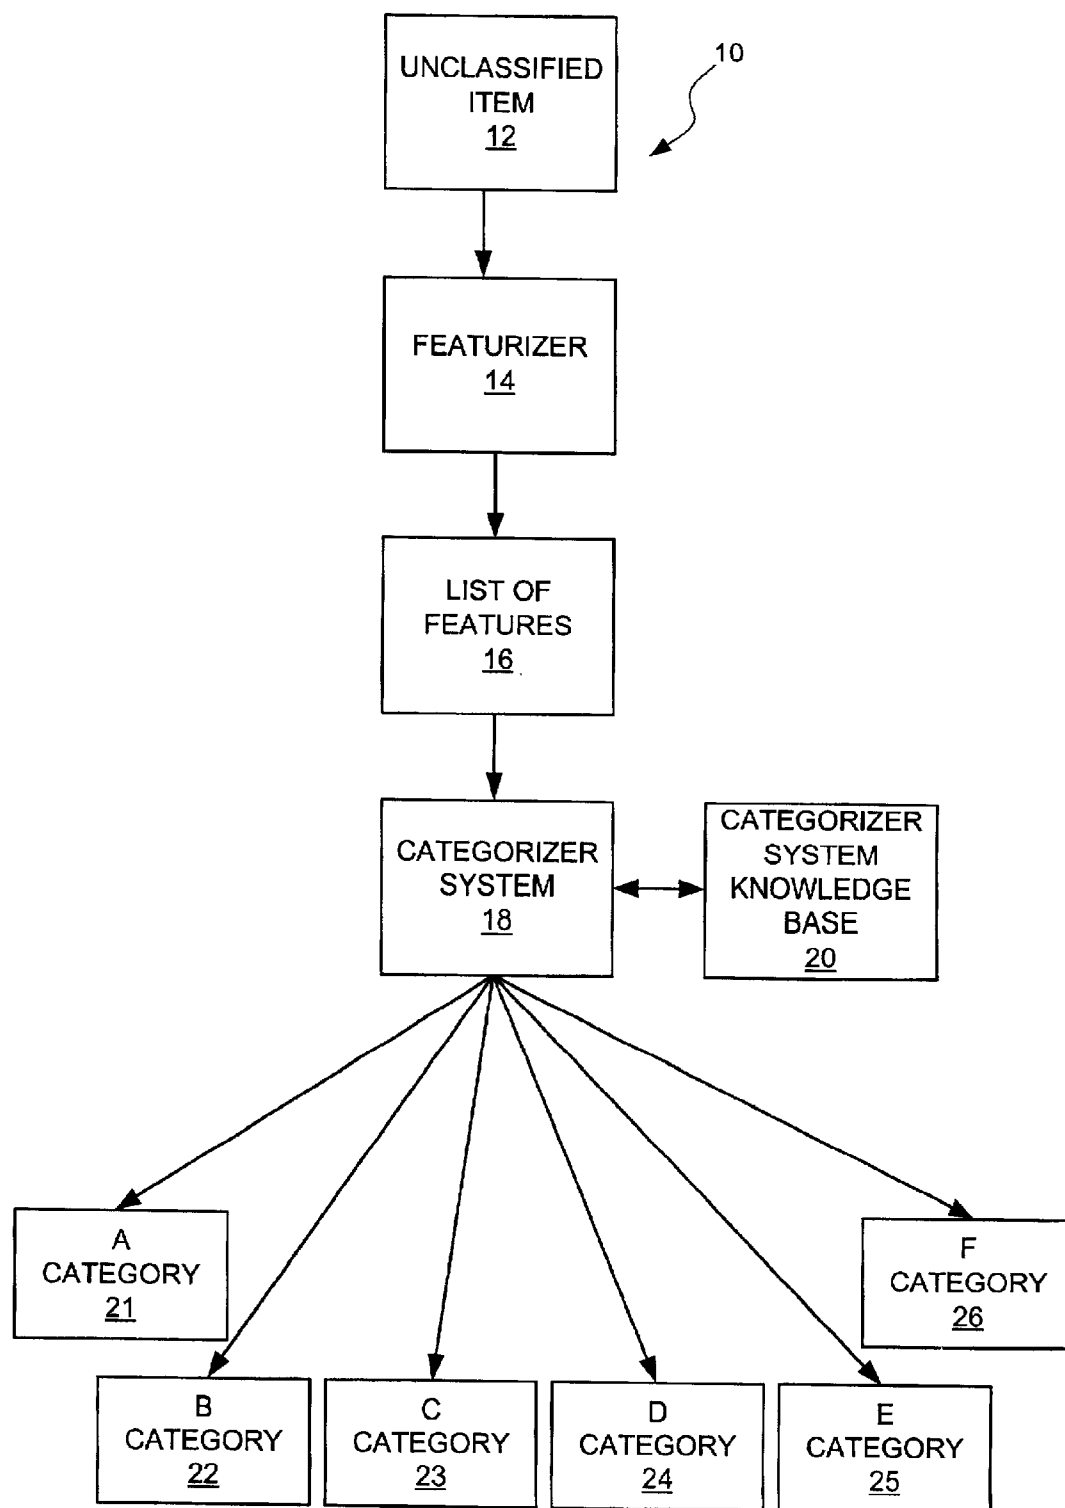 UNCLASSIFIED
ITEM
12
10
FEATURIZER
14
LIST OF
FEATURES
16
CATEGORIZER
SYSTEM
18
CATEGORIZER
SYSTEM
KNOWLEDGE
BASE
20
A
CATEGORY
21
F
CATEGORY
26
B
CATEGORY
22
C
CATEGORY
23
D
CATEGORY
24
E
CATEGORY
25